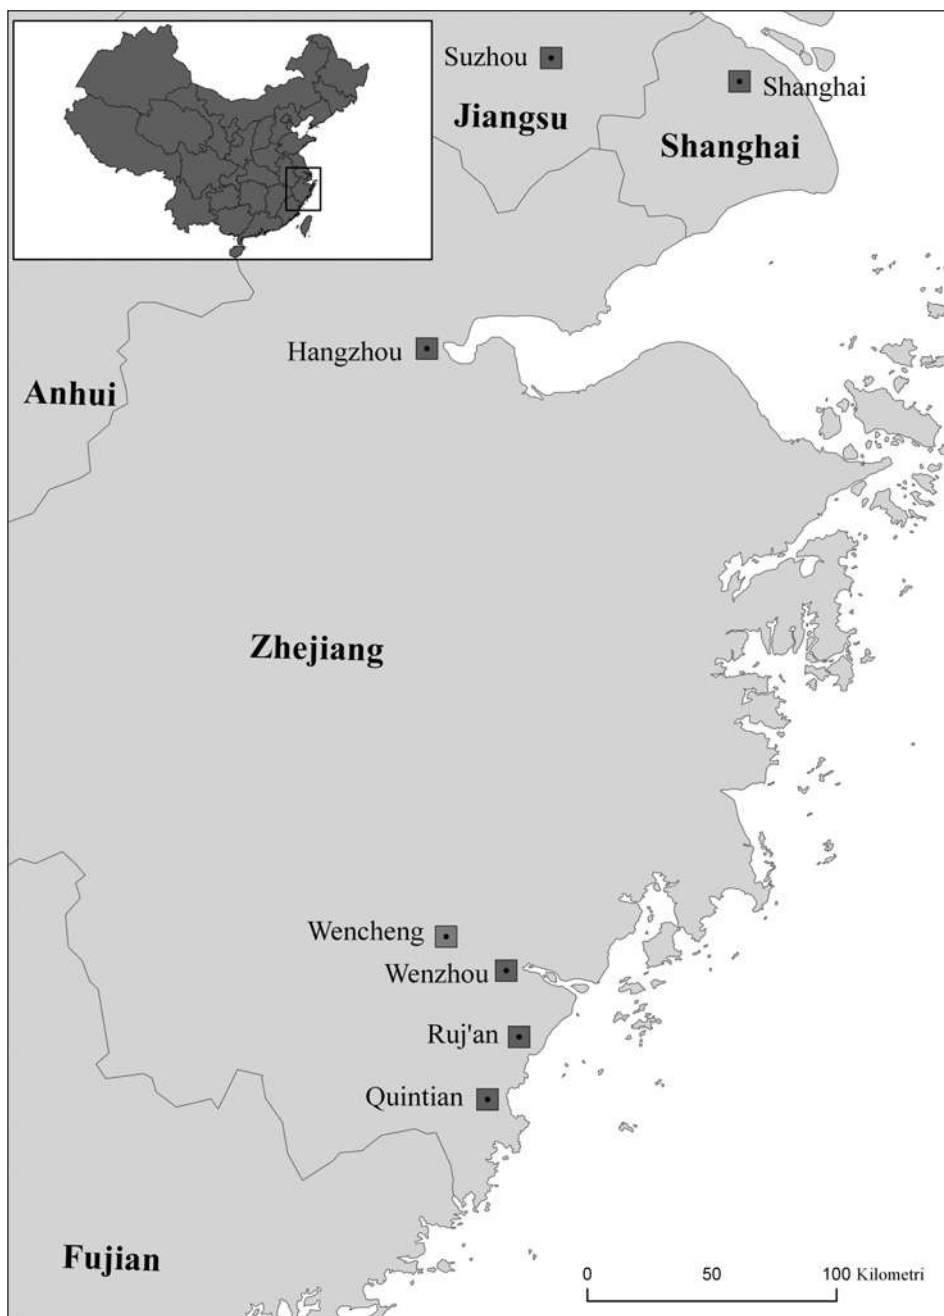 Suzhou
Shanghai
Jiangsu
Shanghai
Hangzhou
Anhui
Zhejiang
Wencheng
Wenzhou
Ruj'an
Quintian
Fujian
0 50 100 Kilometri